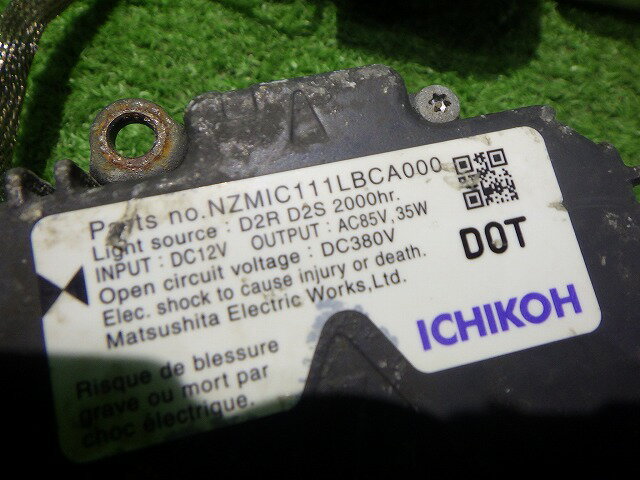 Parts no.NZMIC111LBCA000
Light source : D2R D2S 2000hr.
INPUT : DC12V OUTPUT : AC85V 35W
Open circuit voltage : DC380V
Elec. shock to cause injury or death.
Matsushita Electric Works,Ltd.
DOT
ICHIKOH
Risque de blessure
grave ou mort par
choc électrique.